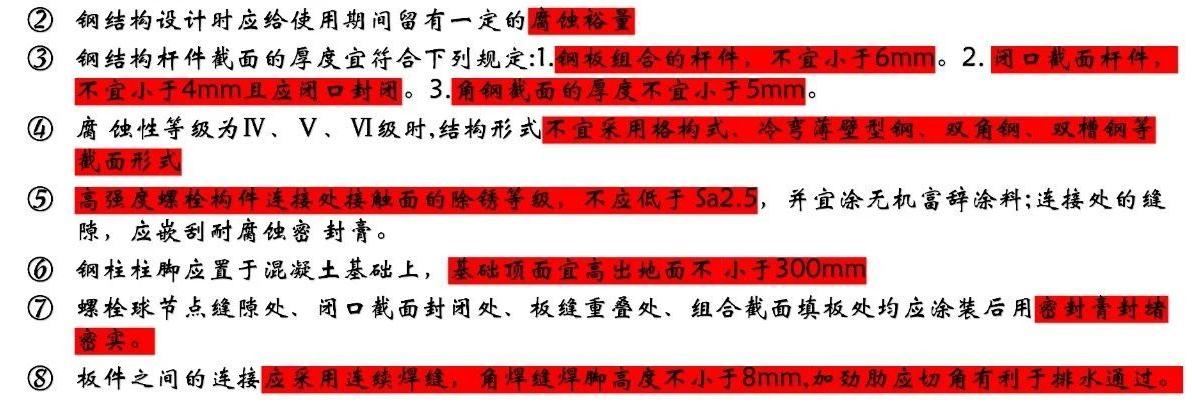 ② 钢结构设计时应给使用期间留有一定的腐蚀裕量
③ 钢结构杆件截面的厚度宜符合下列规定:1.钢板组合的杆件，不宜小于6mm。2.闭口截面杆件，
不宜小于4mm且应闭口封闭。3.角钢截面的厚度不宜小于5mm。
④ 腐 蚀性等级为Ⅳ、Ⅴ、Ⅵ级时,结构形式不宜采用格构式、冷弯薄壁型钢、双角钢、双槽钢等
截面形式
⑤ 高强度螺栓构件连接处接触面的除锈等级，不应低于 Sa2.5，并宜涂无机富辞涂料;连接处的缝
隙，应嵌刮耐腐蚀密 封膏。
⑥ 钢柱柱脚应置于混凝土基础上，基础顶面宜高出地面不 小于300mm
⑦ 螺栓球节点缝隙处、闭口截面封闭处、板缝重叠处、组合截面填板处均应涂装后用密封膏封堵
密实。
⑧ 板件之间的连接应采用连续焊缝，角焊缝焊脚高度不小于8mm,加劲肋应切角有利于排水通过。